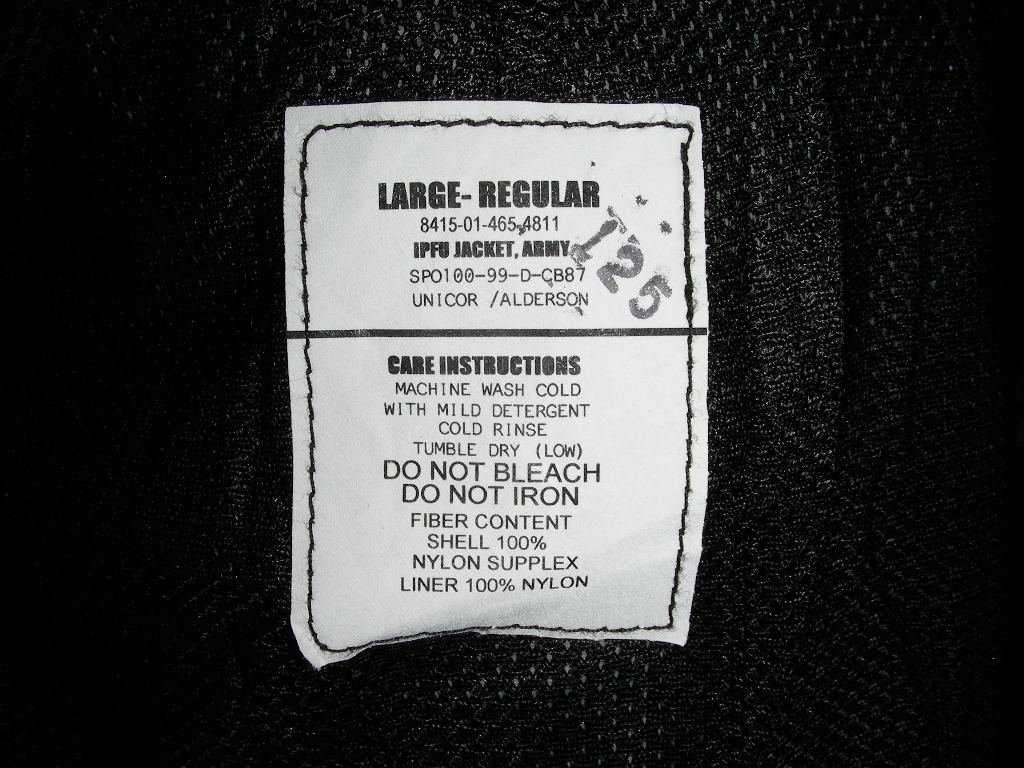 LARGE- REGULAR
8415-01-465-4811
IPFU JACKET, ARMY
SPO100-99-D-CB87
UNICOR /ALDERSON
125
CARE INSTRUCTIONS
MACHINE WASH COLD
WITH MILD DETERGENT
COLD RINSE
TUMBLE DRY (LOW)
DO NOT BLEACH
DO NOT IRON
FIBER CONTENT
SHELL 100%
NYLON SUPPLEX
LINER 100% NYLON